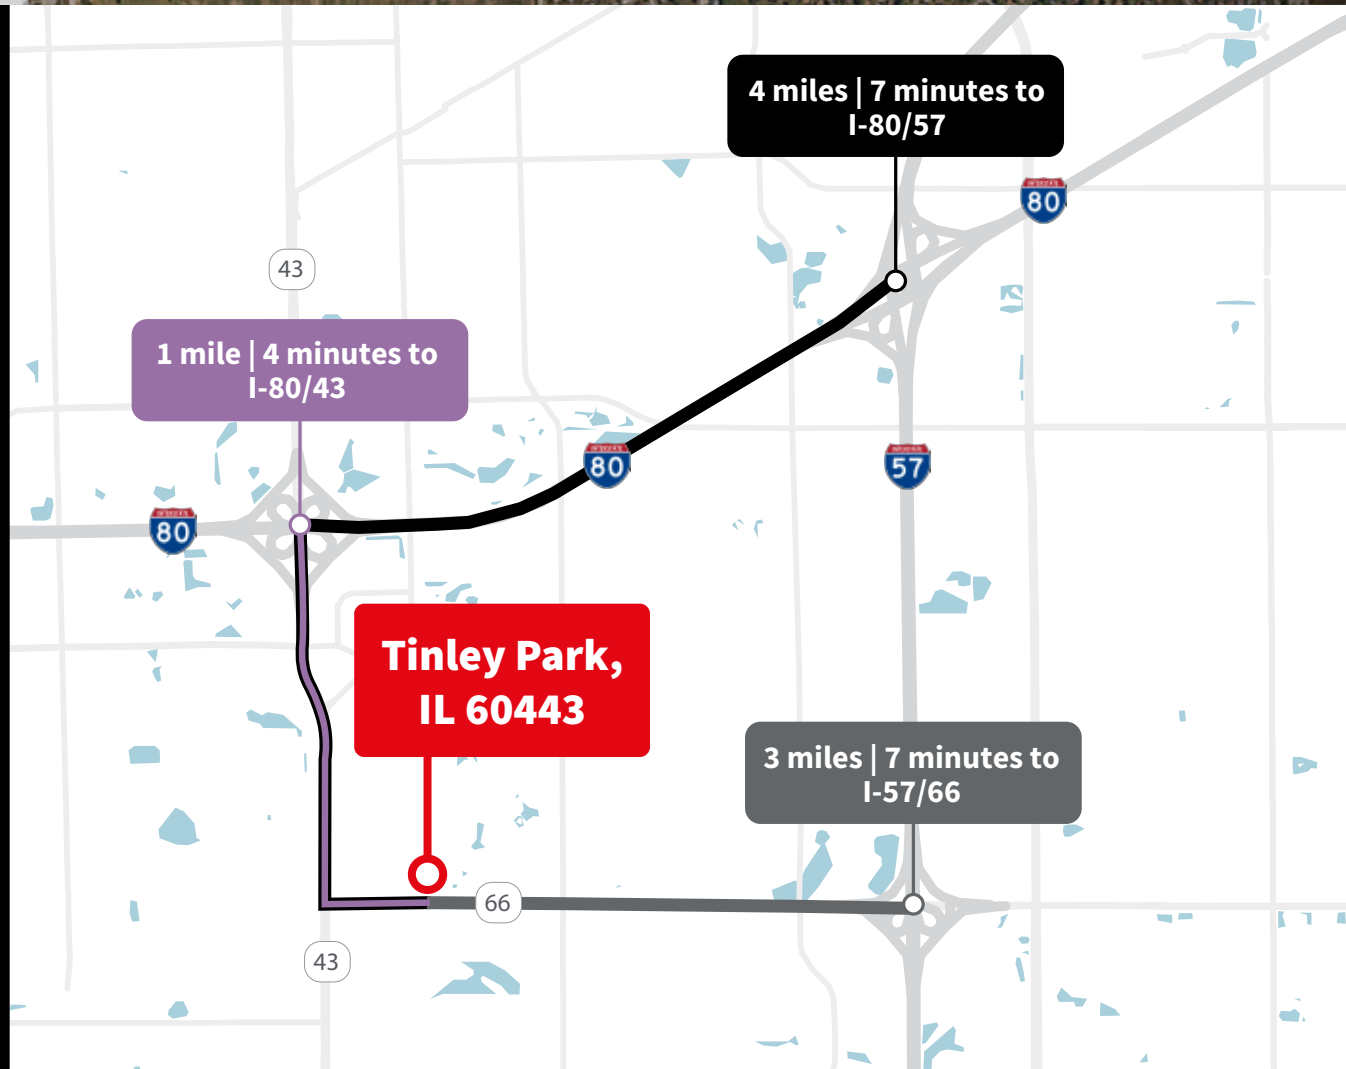 4 miles | 7 minutes to
I-80/57
80
43
1 mile | 4 minutes to
I-80/43
80
57
80
Tinley Park,
IL 60443
3 miles | 7 minutes to
I-57/66
66
43